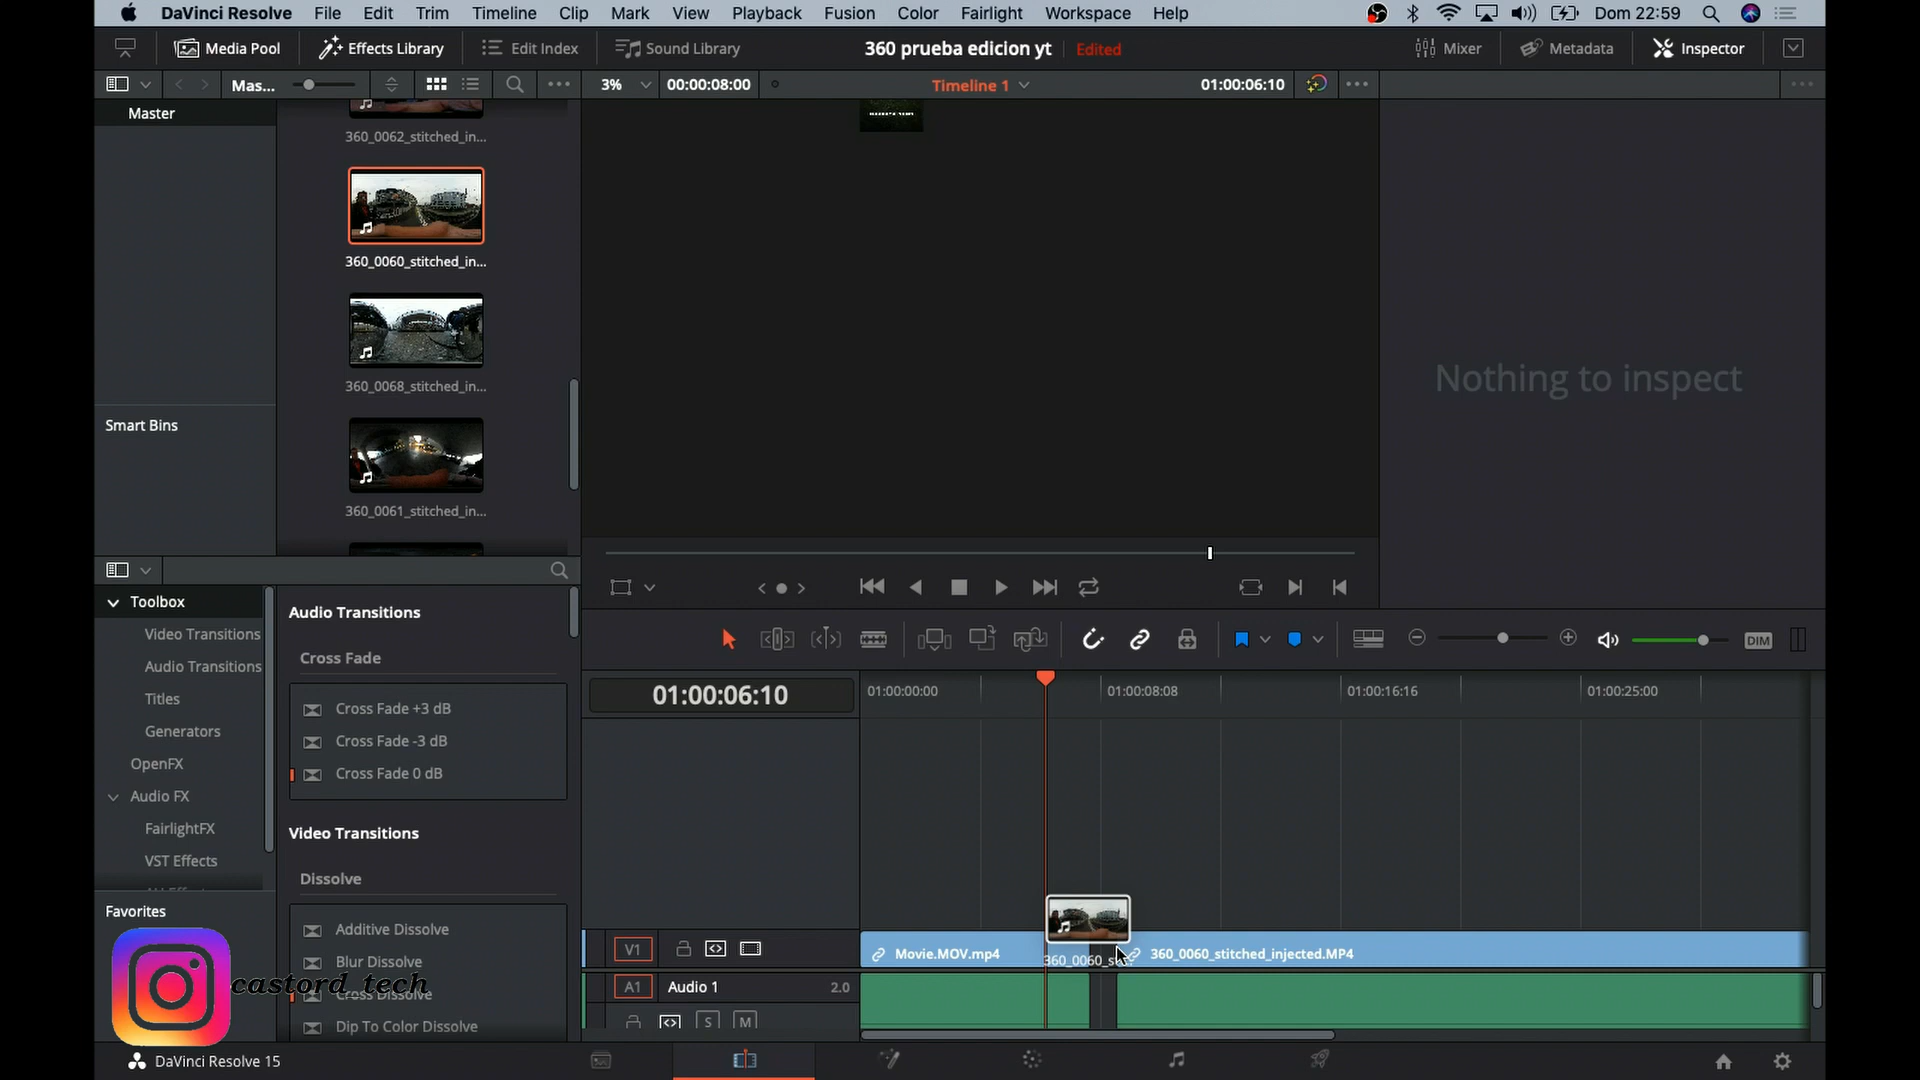 DaVinci Resolve File Edit Trim Timeline Clip Mark View Playback Fusion Color Fairlight Workspace Help Dom 22:59
Media Pool Effects Library Edit Index Sound Library 360 prueba edicion yt Edited Mixer Metadata Inspector
Mas... 3% 00:00:08:00 Timeline 1 01:00:06:10
Master
360_0062_stitched_in...
360_0060_stitched_in...
360_0068_stitched_in...
360_0061_stitched_in...
Nothing to inspect
Smart Bins
Toolbox
Video Transitions
Audio Transitions
Titles
Generators
OpenFX
Audio FX
FairlightFX
VST Effects
Favorites
Audio Transitions
Cross Fade
Cross Fade +3 dB
Cross Fade -3 dB
Cross Fade 0 dB
Video Transitions
Dissolve
Additive Dissolve
Blur Dissolve
Cross Dissolve
Dip To Color Dissolve
castord_tech
DIM
01:00:06:10 01:00:00:00 01:00:08:08 01:00:16:16 01:00:25:00
V1 Movie.MOV.mp4 360_0060_st... 360_0060_stitched_injected.MP4
A1 Audio 1 2.0
S M
DaVinci Resolve 15